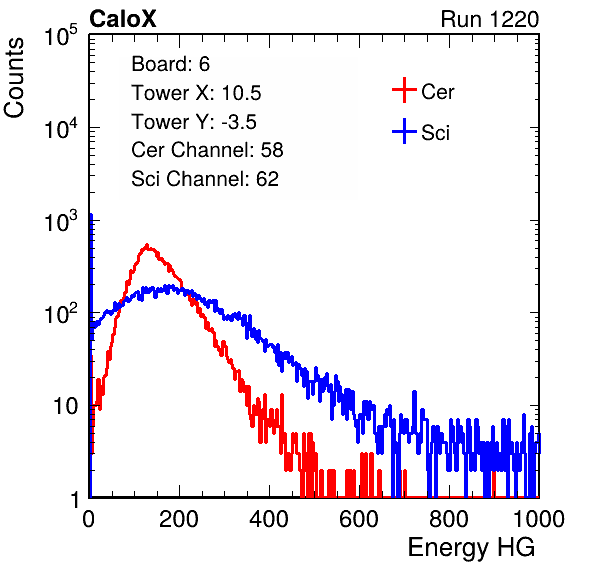 CaloX Run 1220
Counts
Board: 6
Tower X: 10.5
Tower Y: -3.5
Cer Channel: 58
Sci Channel: 62
Cer
Sci
10^5
10^4
10^3
10^2
10
1
0 200 400 600 800 1000
Energy HG